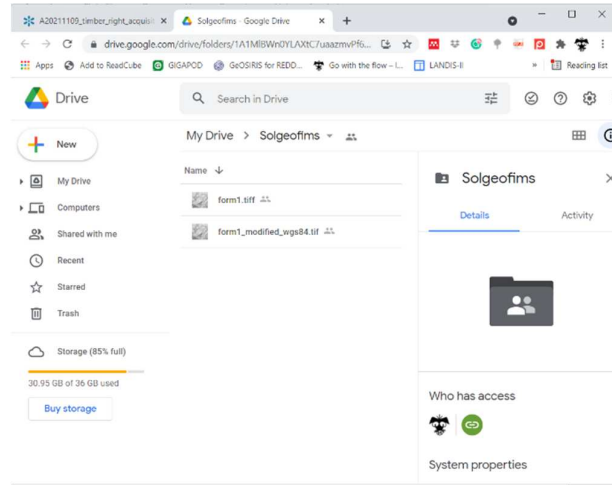 A20211109_timber_right_acquisi
Solgeofims - Google Drive
drive.google.com/drive/folders/1A1MlBWn0YLAXtC7uaazmvPf6...
Apps
Add to ReadCube
GIGAPOD
GeOSIRIS for REDD...
Go with the flow – I...
LANDIS-II
»
Reading list
Drive
Search in Drive
My Drive > Solgeofims
New
Name
My Drive
Computers
Shared with me
Recent
Starred
Trash
Storage (85% full)
30.95 GB of 36 GB used
Buy storage
form1.tiff
form1_modified_wgs84.tif
Solgeofims
Details
Activity
Who has access
System properties